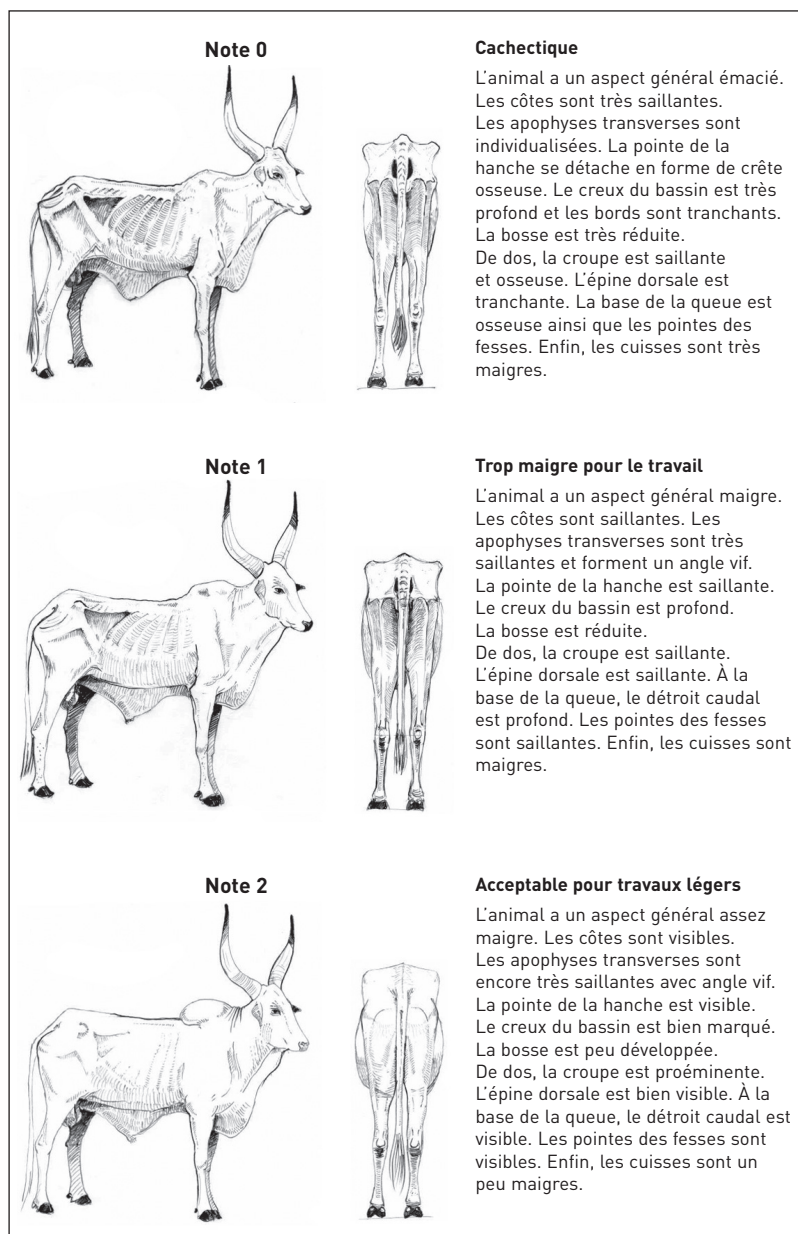 Note 0
Cachectique
L'animal a un aspect général émacié.
Les côtes sont très saillantes.
Les apophyses transverses sont
individualisées. La pointe de la
hanche se détache en forme de crête
osseuse. Le creux du bassin est très
profond et les bords sont tranchants.
La bosse est très réduite.
De dos, la croupe est saillante
et osseuse. L'épine dorsale est
tranchante. La base de la queue est
osseuse ainsi que les pointes des
fesses. Enfin, les cuisses sont très
maigres.
Note 1
Trop maigre pour le travail
L'animal a un aspect général maigre.
Les côtes sont saillantes. Les
apophyses transverses sont très
saillantes et forment un angle vif.
La pointe de la hanche est saillante.
Le creux du bassin est profond.
La bosse est réduite.
De dos, la croupe est saillante.
L'épine dorsale est saillante. À la
base de la queue, le détroit caudal
est profond. Les pointes des fesses
sont saillantes. Enfin, les cuisses sont
maigres.
Note 2
Acceptable pour travaux légers
L'animal a un aspect général assez
maigre. Les côtes sont visibles.
Les apophyses transverses sont
encore très saillantes avec angle vif.
La pointe de la hanche est visible.
Le creux du bassin est bien marqué.
La bosse est peu développée.
De dos, la croupe est proéminente.
L'épine dorsale est bien visible. À la
base de la queue, le détroit caudal est
visible. Les pointes des fesses sont
visibles. Enfin, les cuisses sont un
peu maigres.